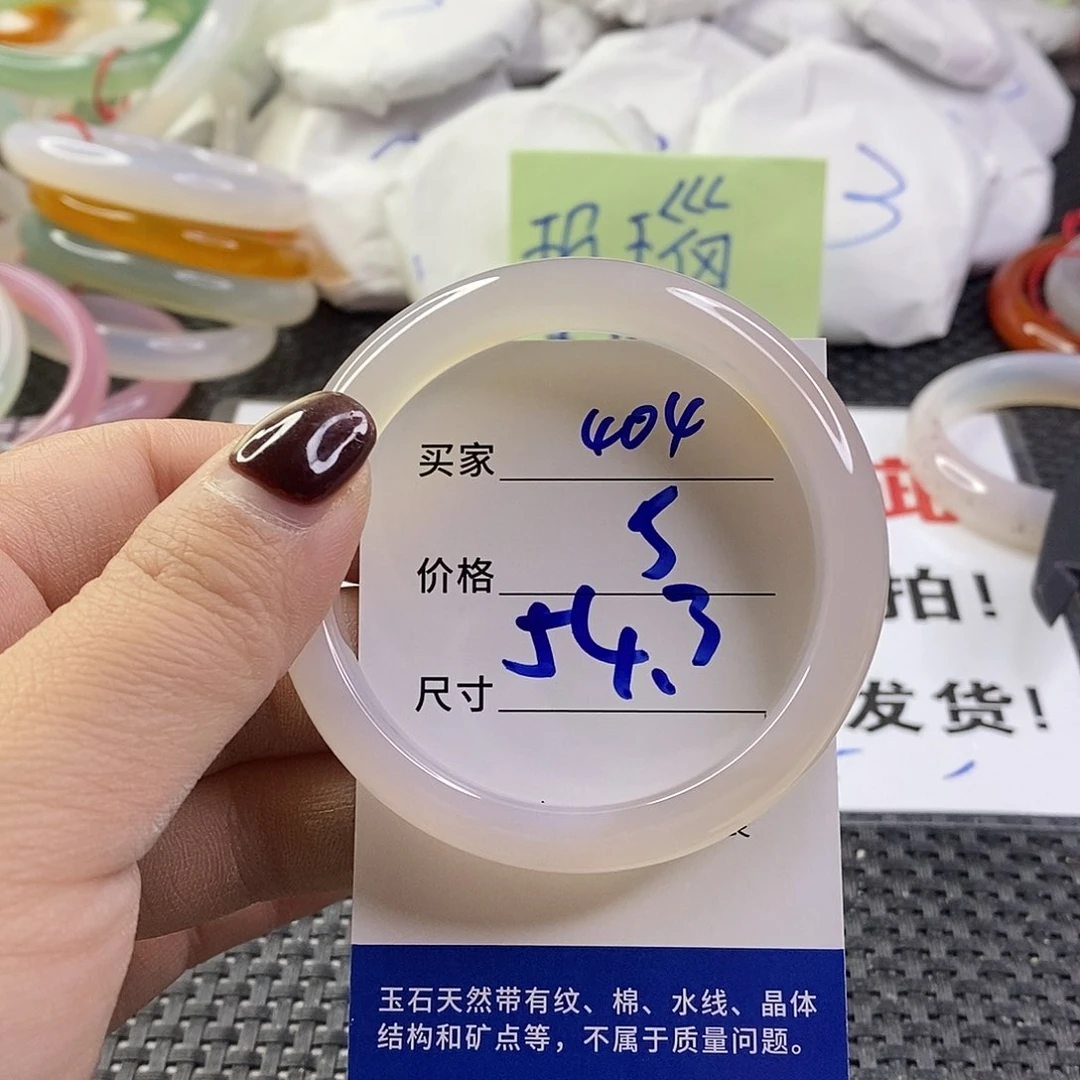 玛瑙
3
买家 404
价格 5
尺寸 54.3
拍！
发货！
玉石天然带有纹、棉、水线、晶体
结构和矿点等，不属于质量问题。